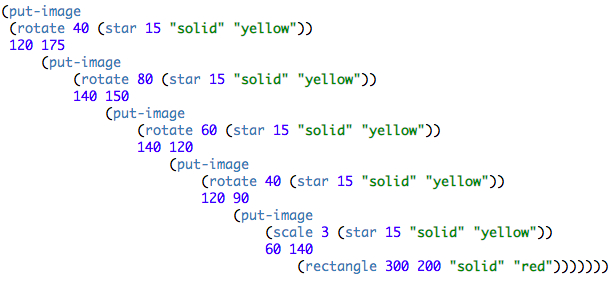 (put-image
(rotate 40 (star 15 "solid" "yellow"))
120 175
(put-image
(rotate 80 (star 15 "solid" "yellow"))
140 150
(put-image
(rotate 60 (star 15 "solid" "yellow"))
140 120
(put-image
(rotate 40 (star 15 "solid" "yellow"))
120 90
(put-image
(scale 3 (star 15 "solid" "yellow"))
60 140
(rectangle 300 200 "solid" "red")))))))